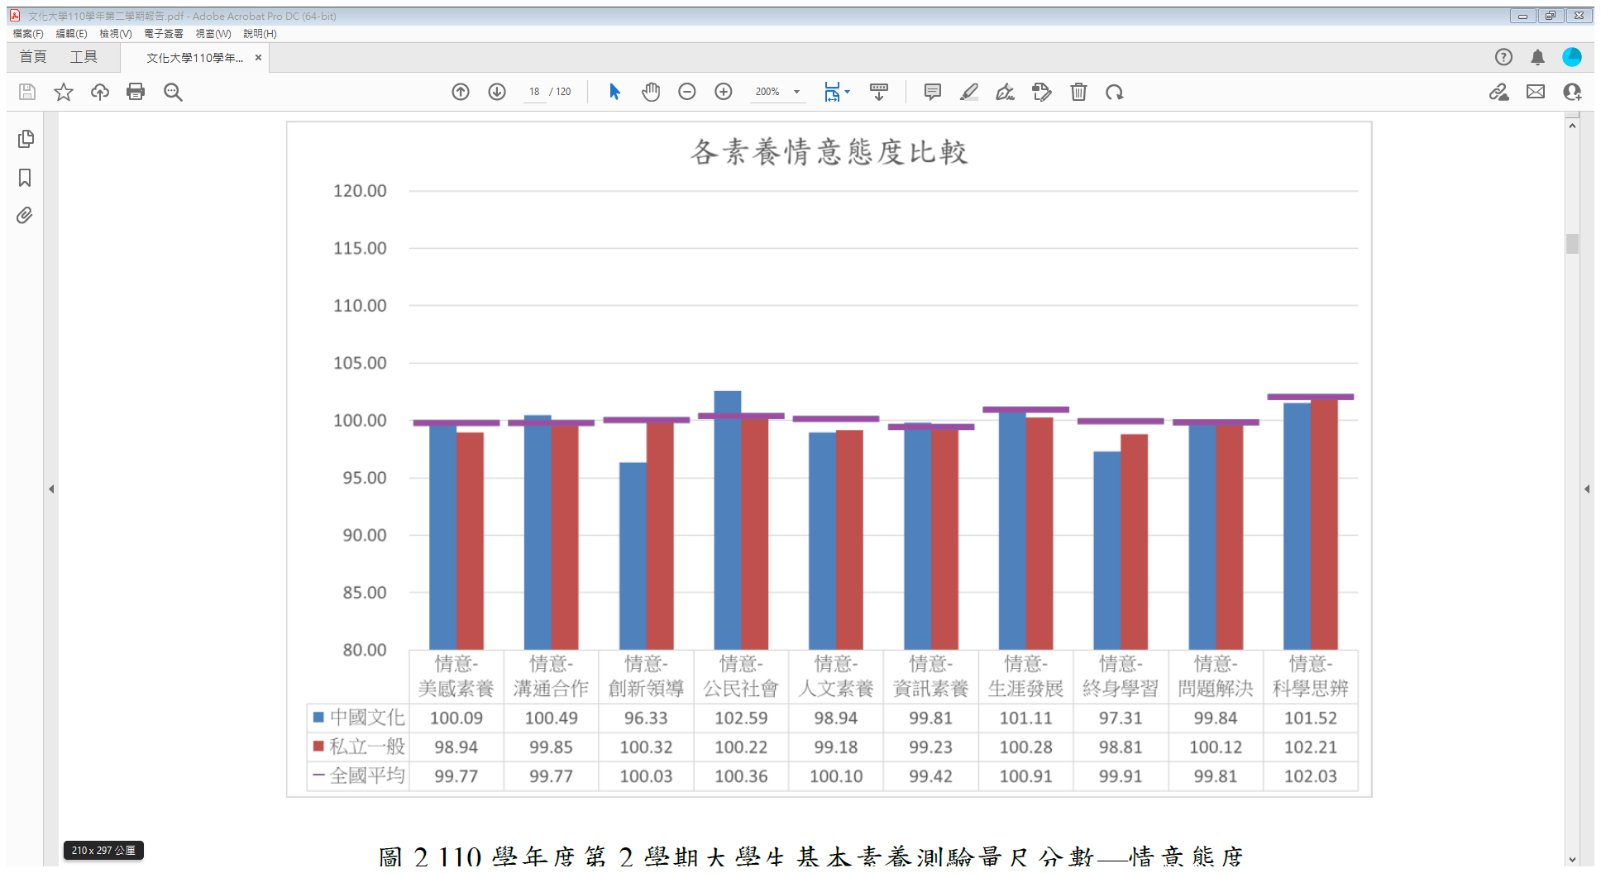 文化大學110學年第二學期報告.pdf - Adobe Acrobat Pro DC (64-bit)
檔案(F) 編輯(E) 檢視(V) 電子簽署 視窗(W) 說明(H)
首頁 工具 文化大學110學年... ×
18 / 120 200%
各素養情意態度比較
120.00
115.00
110.00
105.00
100.00
95.00
90.00
85.00
80.00
情意- 情意- 情意- 情意- 情意- 情意- 情意- 情意- 情意- 情意-
美感素養 溝通合作 創新領導 公民社會 人文素養 資訊素養 生涯發展 終身學習 問題解決 科學思辨
中國文化 100.09 100.49 96.33 102.59 98.94 99.81 101.11 97.31 99.84 101.52
私立一般 98.94 99.85 100.32 100.22 99.18 99.23 100.28 98.81 100.12 102.21
全國平均 99.77 99.77 100.03 100.36 100.10 99.42 100.91 99.91 99.81 102.03
210 x 297 公厘
圖 2 110 學年度第 2 學期大學生基本素養測驗量尺分數—情意態度